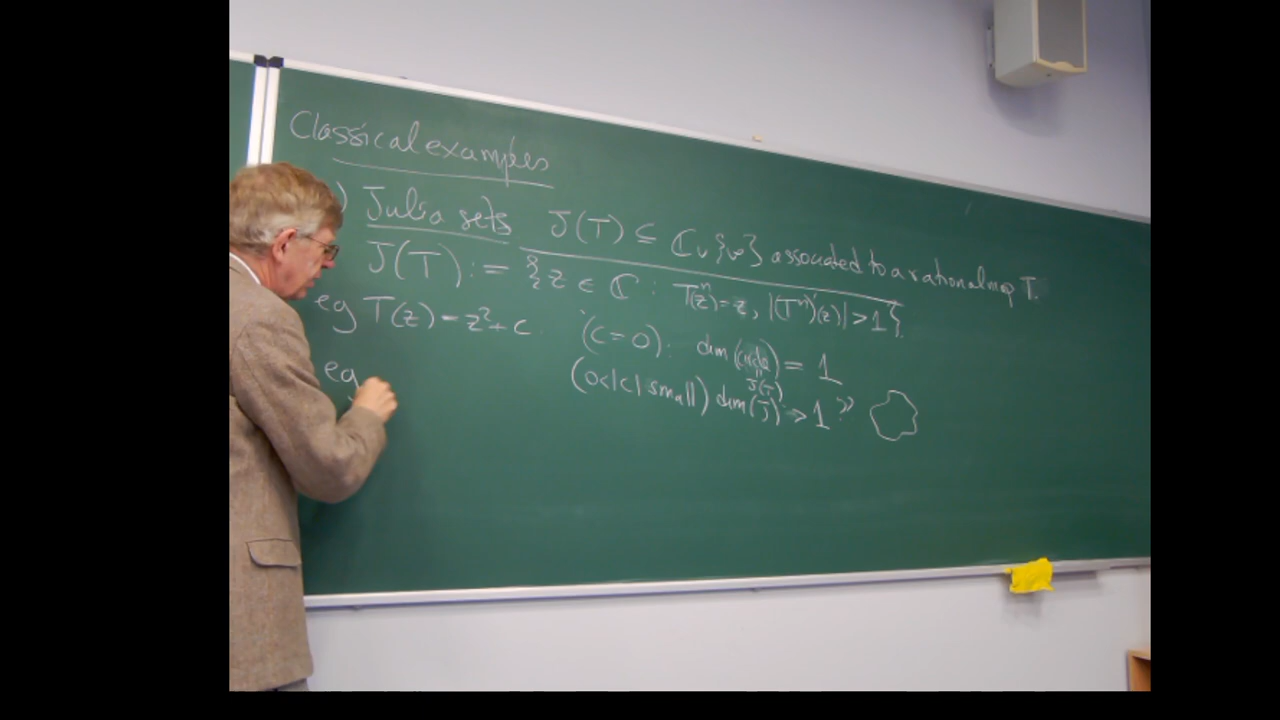 Classical examples
) Julia sets J(T) ⊆ ℂ ∪ {∞} associated to a rational map T.
J(T) := {z ∈ ℂ : Tⁿ(z) = z, |(Tⁿ)'(z)| > 1}
eg T(z) = z² + c (c = 0): dim (circle) = 1
" J(T)
(0<|c| small) dim(J) > 1
eg